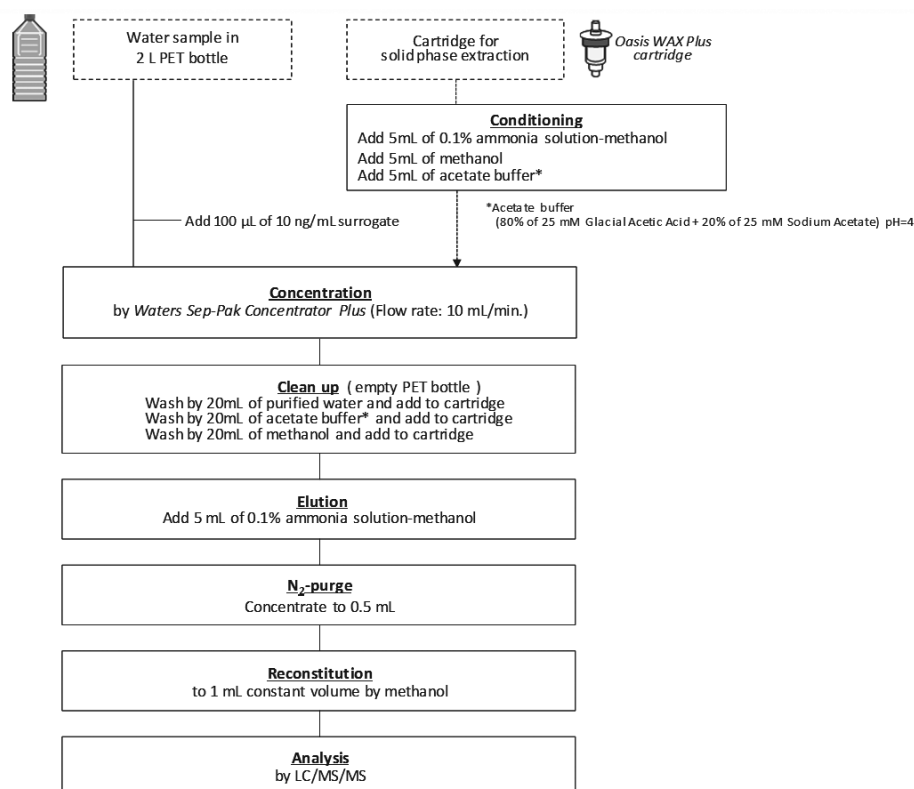 Water sample in
2 L PET bottle
Cartridge for
solid phase extraction
Oasis WAX Plus
cartridge
Conditioning
Add 5mL of 0.1% ammonia solution-methanol
Add 5mL of methanol
Add 5mL of acetate buffer*
*Acetate buffer
(80% of 25 mM Glacial Acetic Acid + 20% of 25 mM Sodium Acetate) pH=4
Add 100 µL of 10 ng/mL surrogate
Concentration
by Waters Sep-Pak Concentrator Plus (Flow rate: 10 mL/min.)
Clean up ( empty PET bottle )
Wash by 20mL of purified water and add to cartridge
Wash by 20mL of acetate buffer* and add to cartridge
Wash by 20mL of methanol and add to cartridge
Elution
Add 5 mL of 0.1% ammonia solution-methanol
N₂-purge
Concentrate to 0.5 mL
Reconstitution
to 1 mL constant volume by methanol
Analysis
by LC/MS/MS